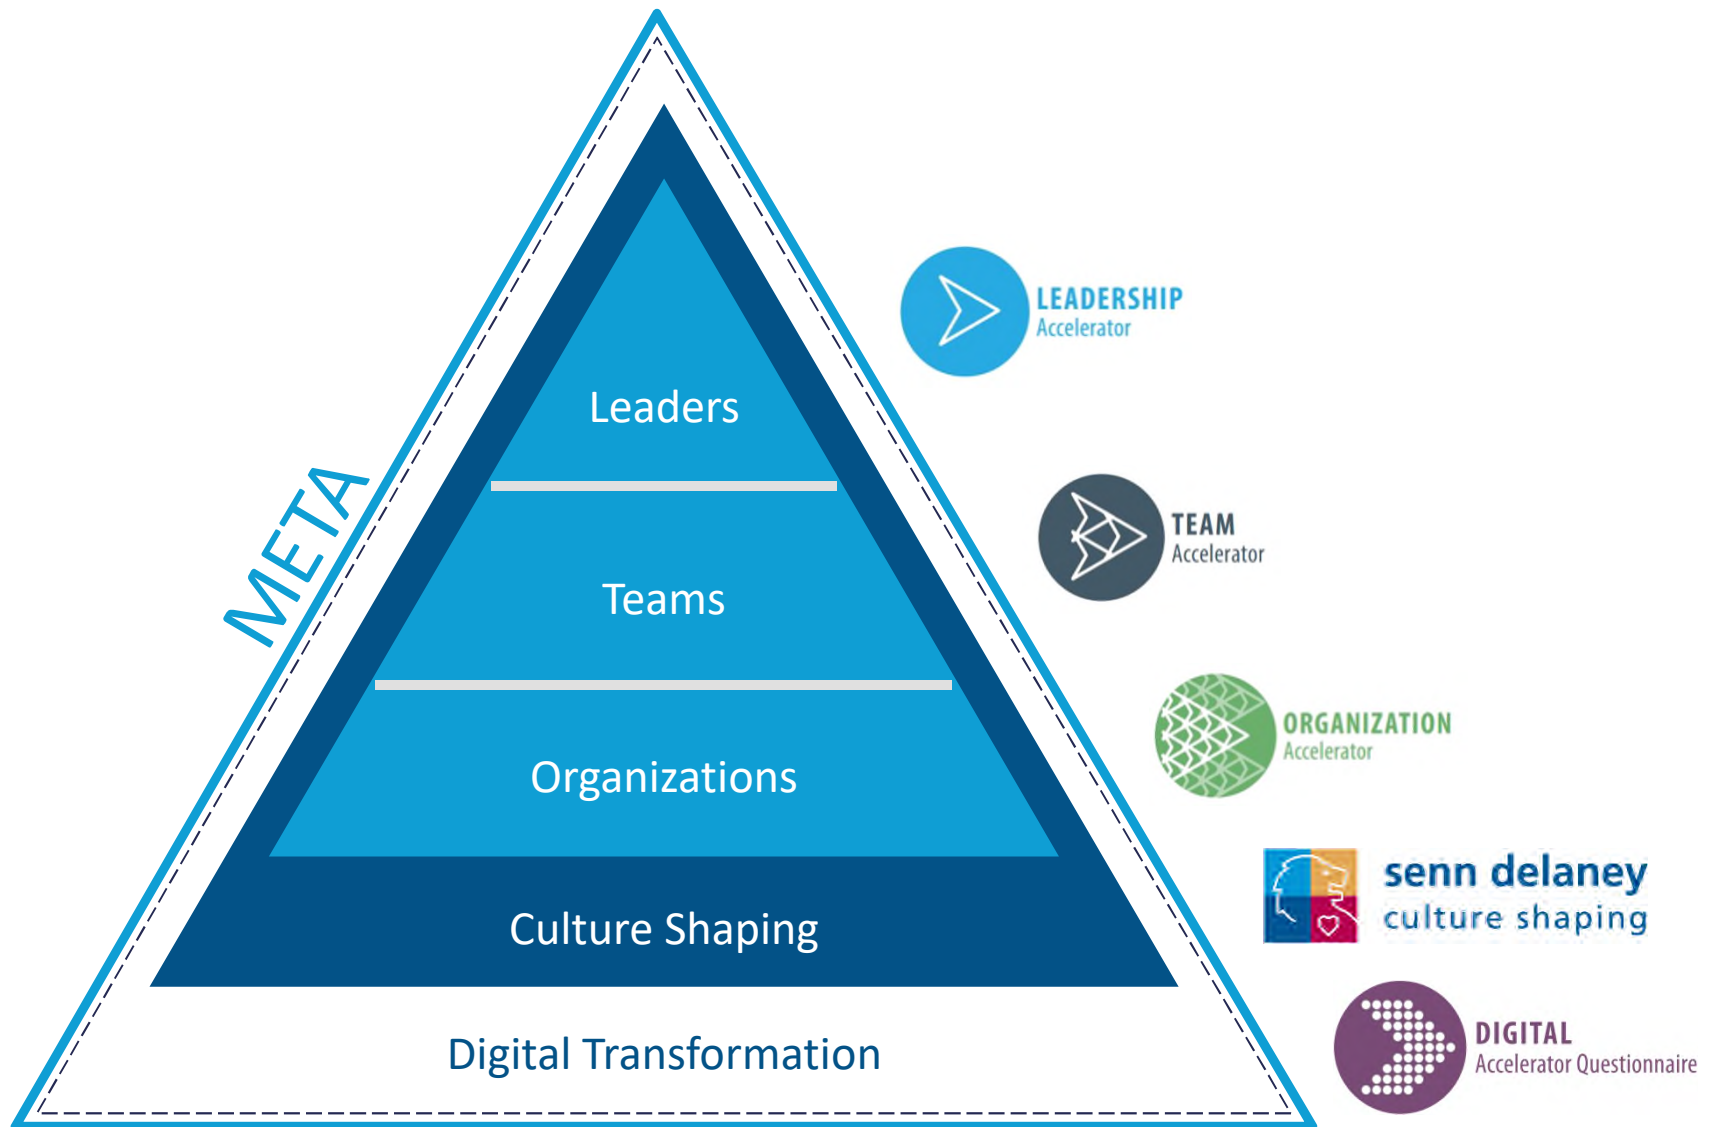 META
Leaders
Teams
Organizations
Culture Shaping
Digital Transformation
LEADERSHIP
Accelerator
TEAM
Accelerator
ORGANIZATION
Accelerator
senn delaney
culture shaping
DIGITAL
Accelerator Questionnaire